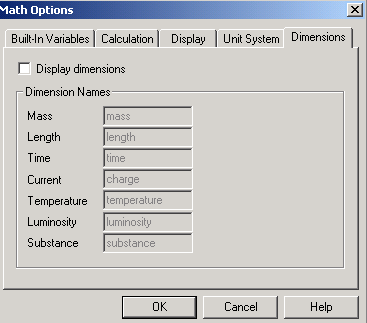 Math Options
Built-In Variables Calculation Display Unit System Dimensions
Display dimensions
Dimension Names
Mass mass
Length length
Time time
Current charge
Temperature temperature
Luminosity luminosity
Substance substance
OK Cancel Help